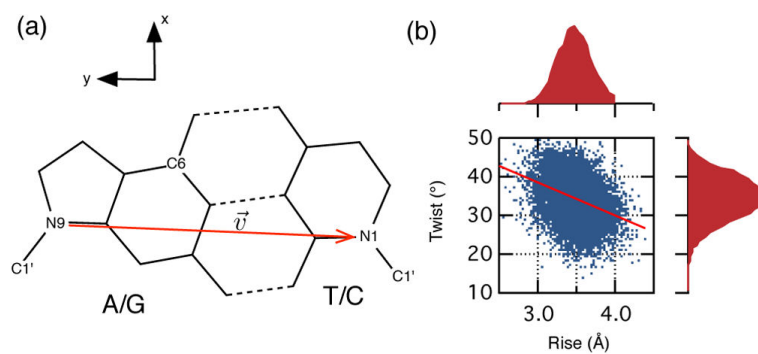 (a)
x
y
C6
N9
v
N1
C1'
C1'
A/G
T/C
(b)
50
40
30
20
10
Twist (°)
3.0
4.0
Rise (Å)